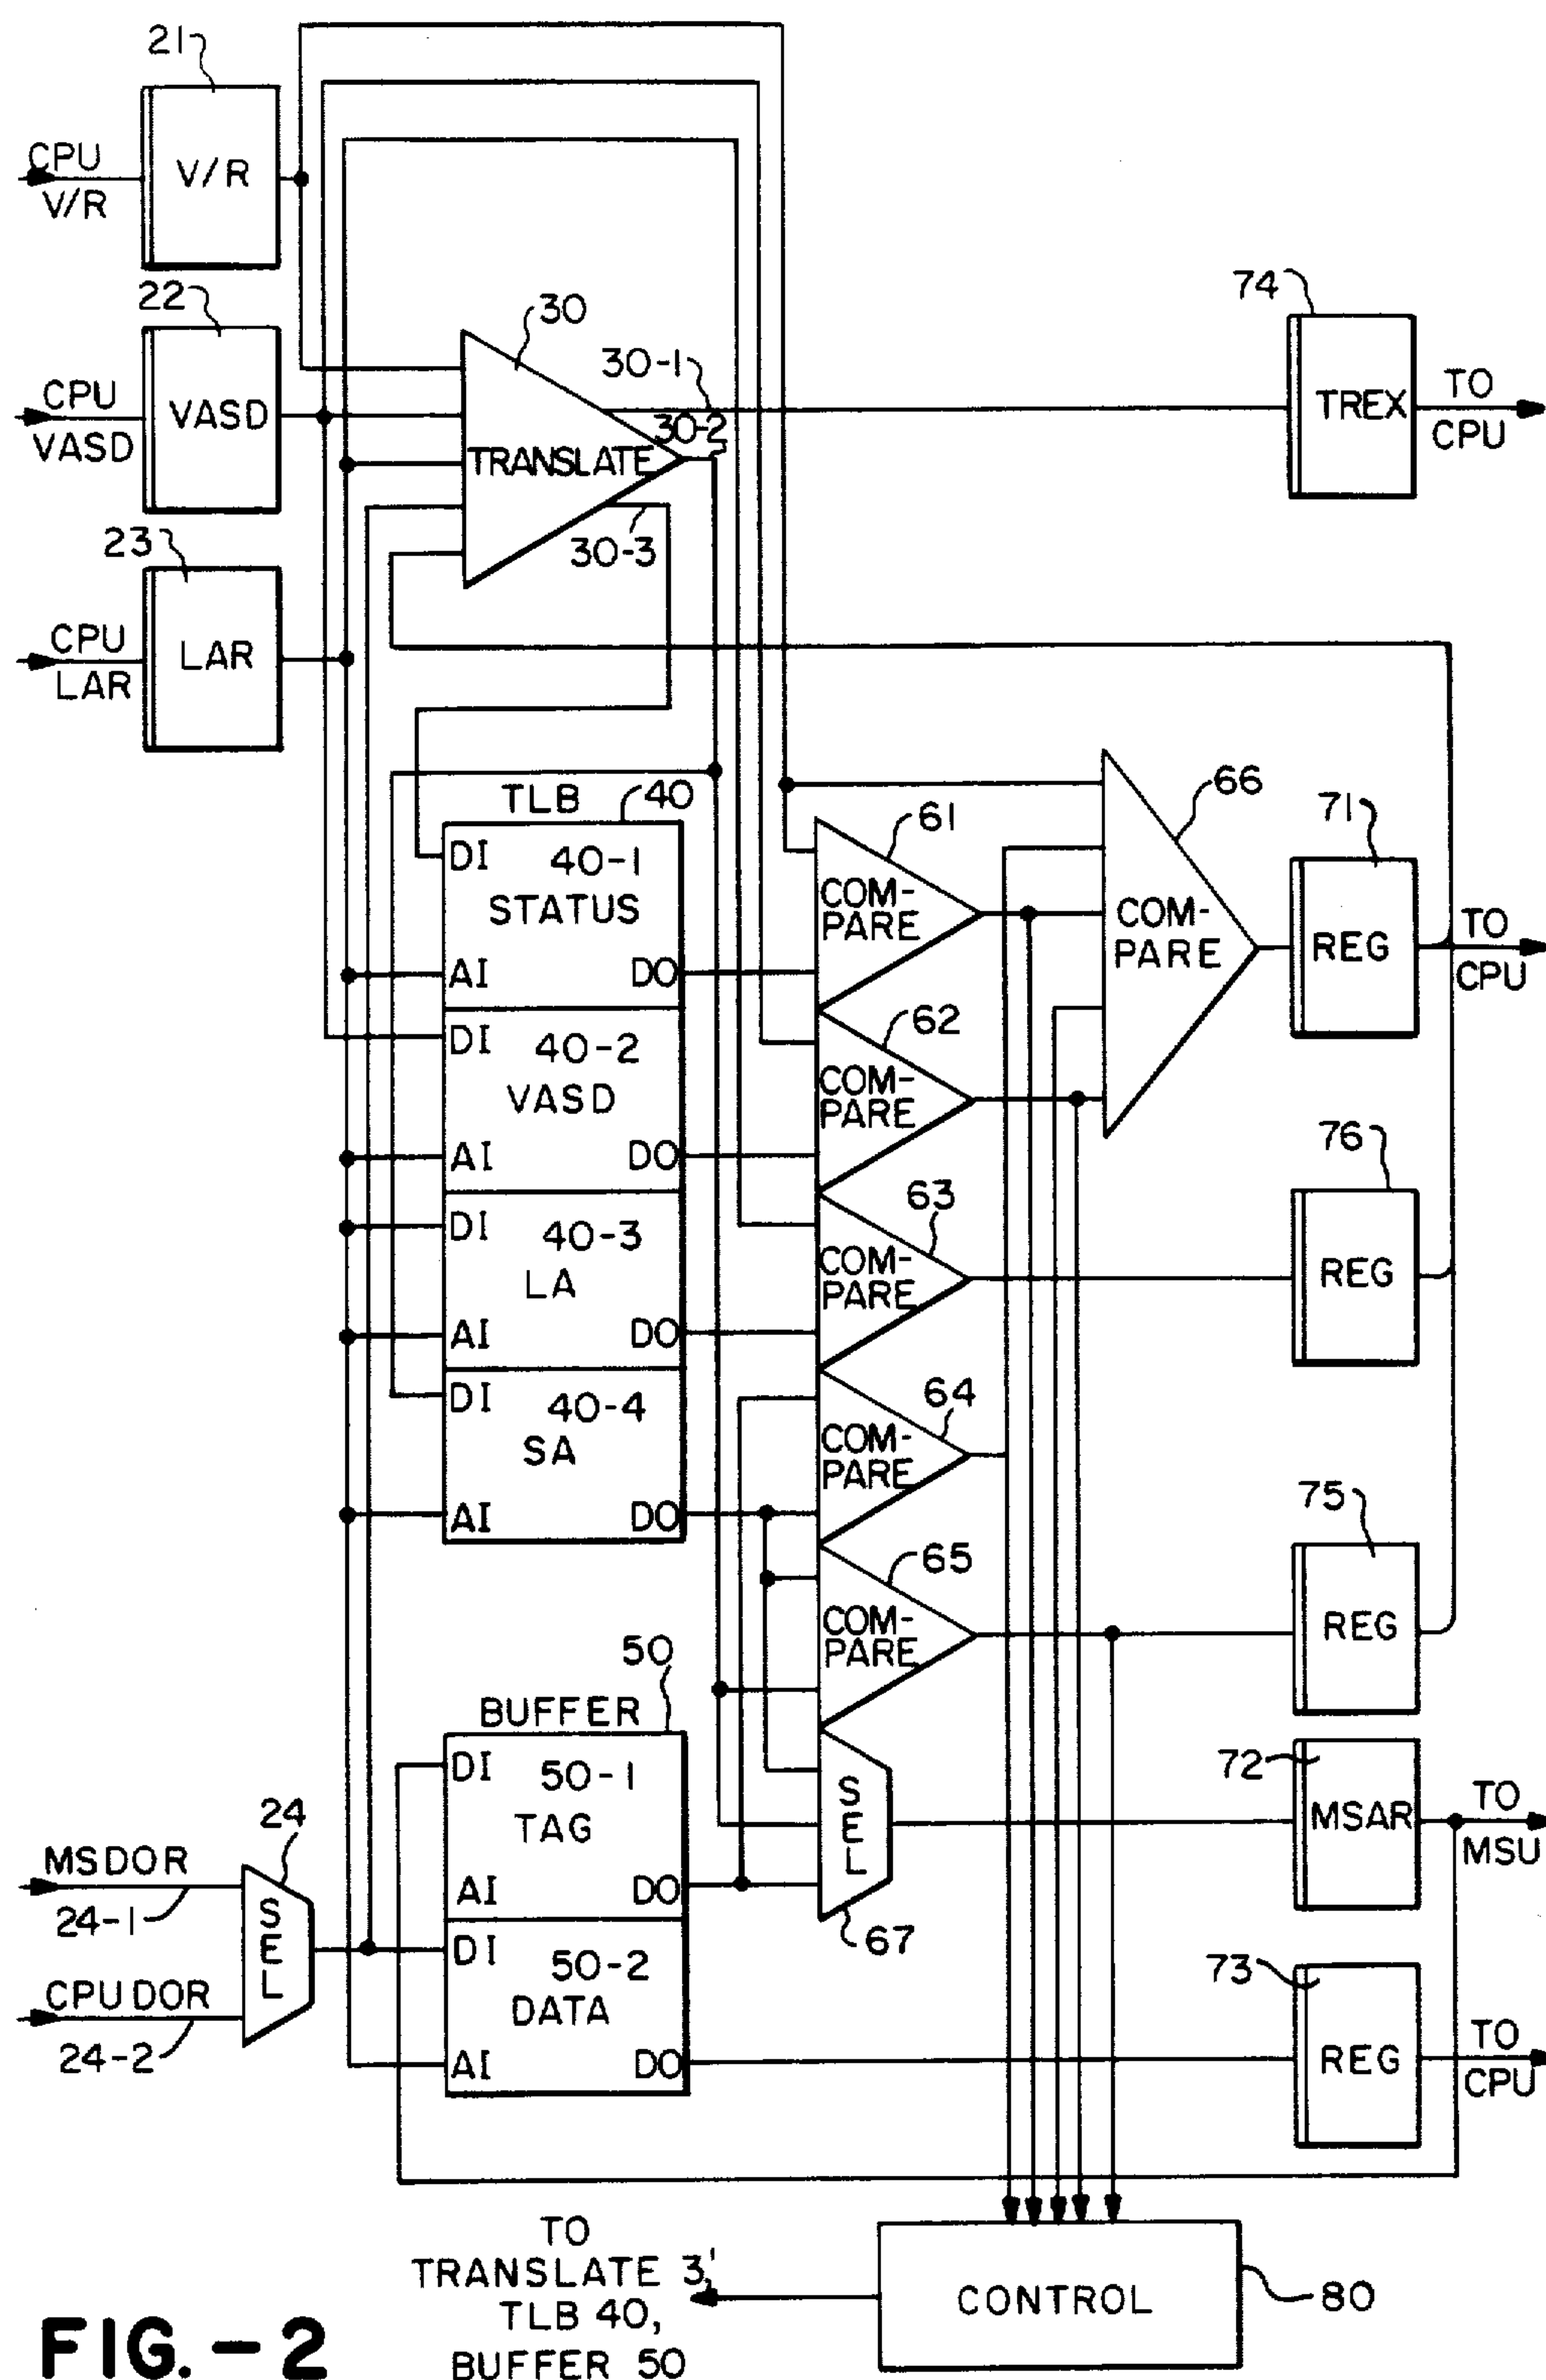 21
CPU
V/R
V/R
22
CPU
VASD
VASD
23
CPU
LAR
LAR
30
TRANSLATE
30-1
30-2
30-3
74
TREX
TO
CPU
TLB
40
DI
40-1
STATUS
AI
DO
DI
40-2
VASD
AI
DO
DI
40-3
LA
AI
DO
DI
40-4
SA
AI
DO
61
COM-
PARE
62
COM-
PARE
63
COM-
PARE
64
COM-
PARE
65
COM-
PARE
66
COM-
PARE
71
REG
TO
CPU
76
REG
75
REG
BUFFER
50
DI
50-1
TAG
AI
DO
DI
50-2
DATA
AI
DO
SEL
67
72
MSAR
TO
MSU
73
REG
TO
CPU
MSDOR
24-1
24
SEL
CPUDOR
24-2
TO
TRANSLATE 3,'
TLB 40,
BUFFER 50
CONTROL
80
FIG.-2